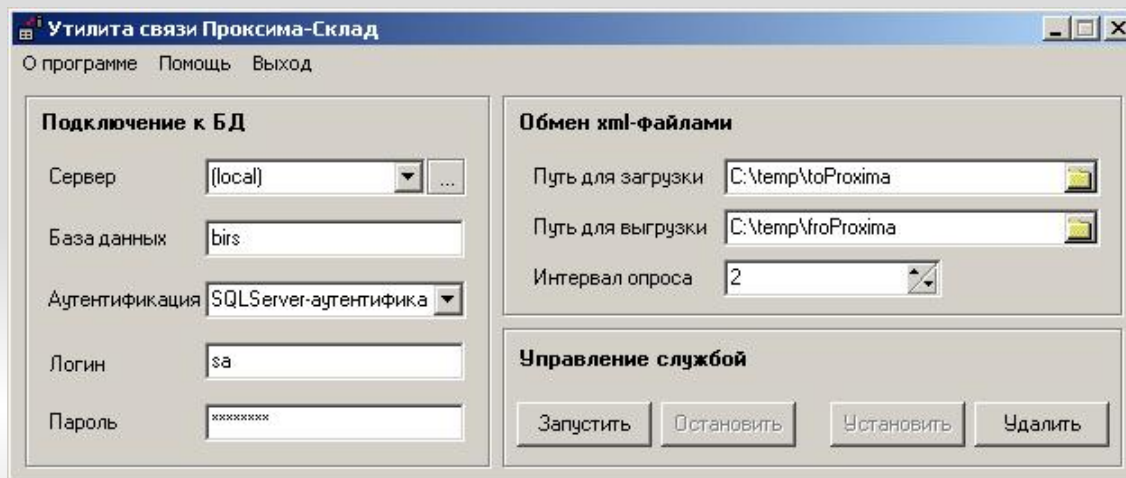 Утилита связи Проксима-Склад
О программе Помощь Выход
Подключение к БД
Сервер (local) ...
База данных birs
Аутентификация SQLServer-аутентифика
Логин sa
Пароль ********
Обмен xml-файлами
Путь для загрузки C:\temp\toProxima
Путь для выгрузки C:\temp\froProxima
Интервал опроса 2
Управление службой
Запустить Остановить Установить Удалить